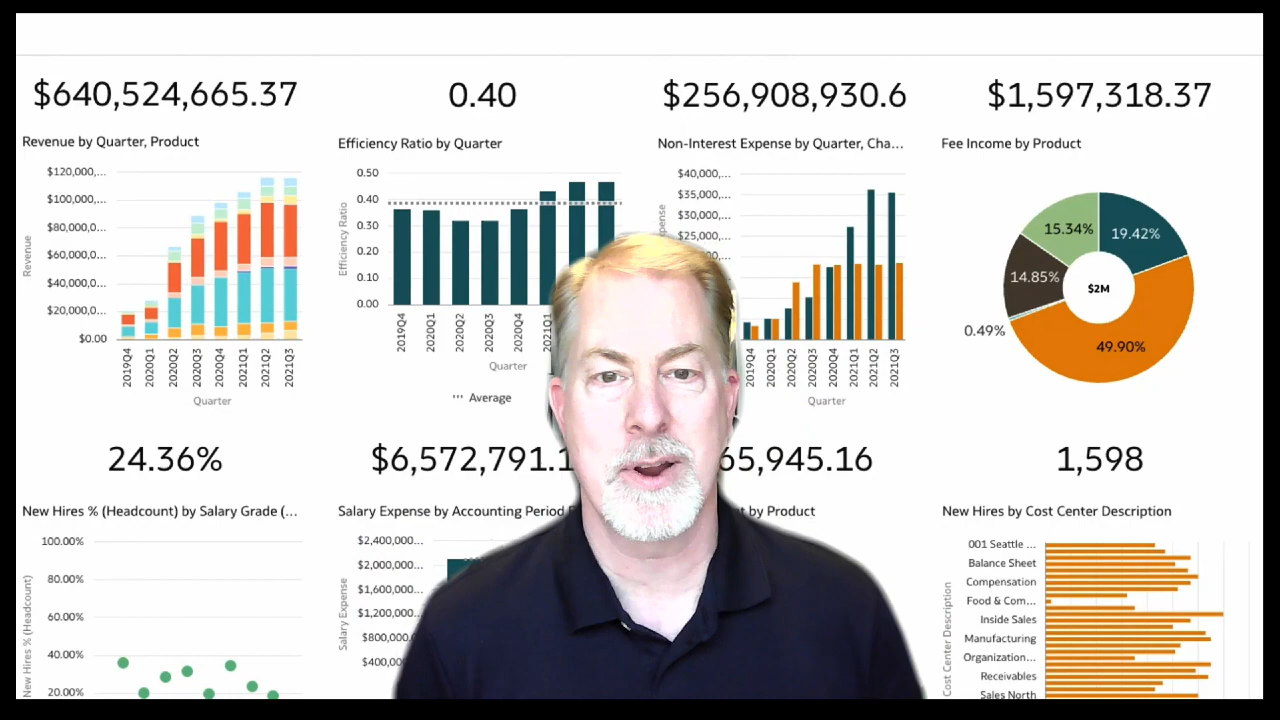 $640,524,665.37
0.40
$256,908,930.6
$1,597,318.37
Revenue by Quarter, Product
Efficiency Ratio by Quarter
Non-Interest Expense by Quarter, Cha...
Fee Income by Product
$120,000,...
$100,000,...
$80,000,0...
$60,000,0...
$40,000,0...
$20,000,0...
$0.00
Revenue
2019Q4
2020Q1
2020Q2
2020Q3
2020Q4
2021Q1
2021Q2
2021Q3
Quarter
0.50
0.40
0.30
0.20
0.10
0.00
Efficiency Ratio
2019Q4
2020Q1
2020Q2
2020Q3
2020Q4
2021Q1
Quarter
Average
$40,000,...
$35,000,...
$30,000,...
$25,000,...
2019Q4
2020Q1
2020Q2
2020Q3
2020Q4
2021Q1
2021Q2
2021Q3
Quarter
15.34%
19.42%
14.85%
$2M
0.49%
49.90%
24.36%
$6,572,791.1
65,945.16
1,598
New Hires % (Headcount) by Salary Grade (...
Salary Expense by Accounting Period
by Product
New Hires by Cost Center Description
100.00%
80.00%
60.00%
40.00%
20.00%
New Hires % (Headcount)
$2,400,000...
$2,000,000...
$1,600,000...
$1,200,000...
$800,000,
$400,000
Salary Expense
001 Seattle ...
Balance Sheet
Compensation
Food & Com...
Inside Sales
Manufacturing
Organization...
Receivables
Sales North
Cost Center Description